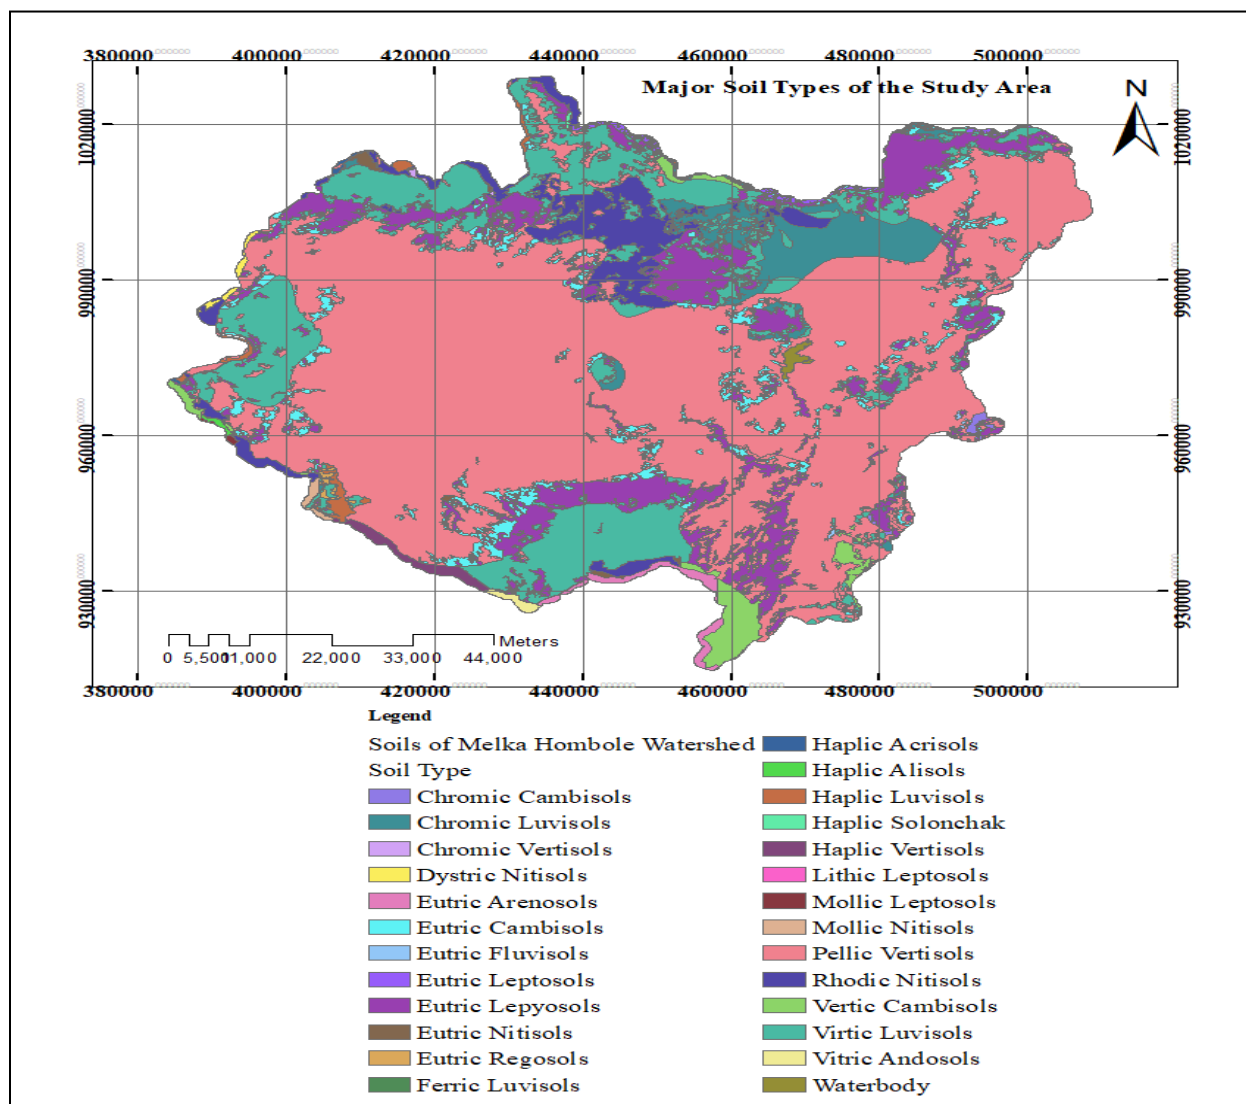 380000 400000 420000 440000 460000 480000 500000
Major Soil Types of the Study Area
N
1020000 1020000
990000 990000
960000 960000
930000 930000
Meters
0 5,500 11,000 22,000 33,000 44,000
380000 400000 420000 440000 460000 480000 500000
Legend
Soils of Melka Hombole Watershed
Soil Type
Chromic Cambisols
Chromic Luvisols
Chromic Vertisols
Dystric Nitisols
Eutric Arenosols
Eutric Cambisols
Eutric Fluvisols
Eutric Leptosols
Eutric Lepyosols
Eutric Nitisols
Eutric Regosols
Ferric Luvisols
Haplic Acrisols
Haplic Alisols
Haplic Luvisols
Haplic Solonchak
Haplic Vertisols
Lithic Leptosols
Mollic Leptosols
Mollic Nitisols
Pellic Vertisols
Rhodic Nitisols
Vertic Cambisols
Virtic Luvisols
Vitric Andosols
Waterbody